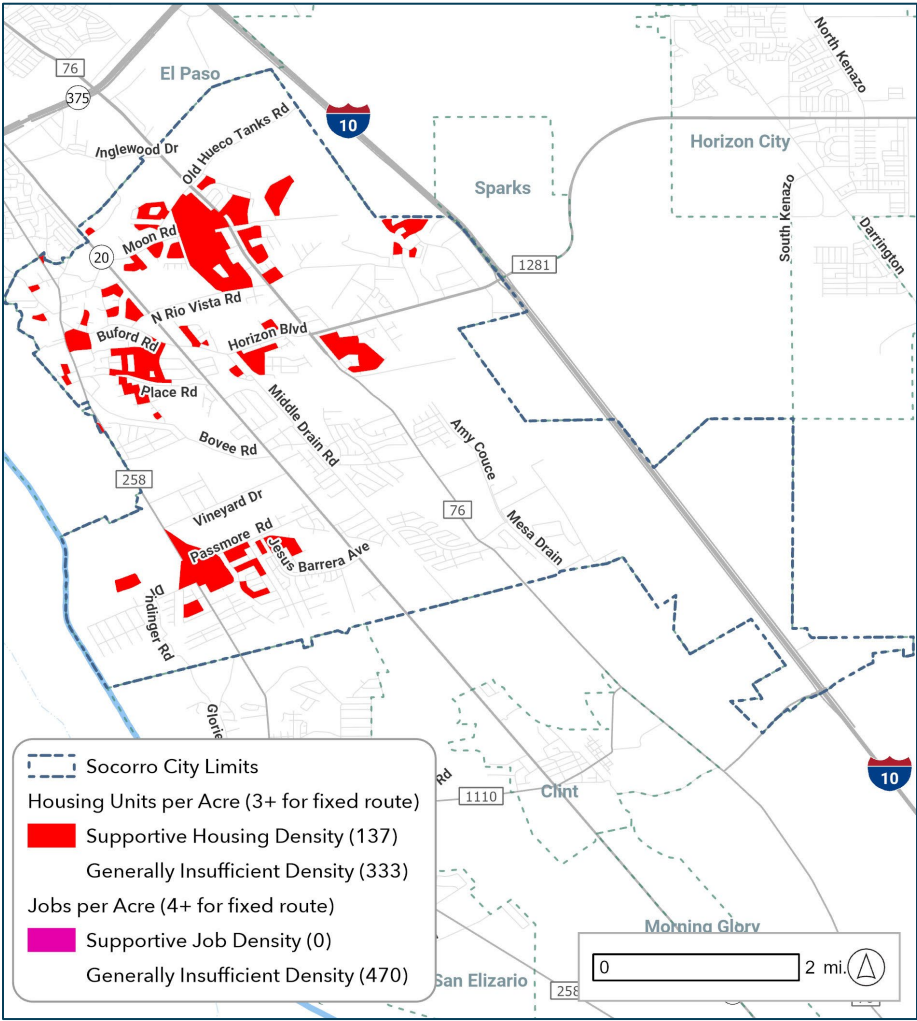 76
El Paso
375
10
Inglewood Dr
Old Hueco Tanks Rd
North Kenazo
Horizon City
Sparks
South Kenazo
Darrington
1281
Moon Rd
20
N Rio Vista Rd
Buford Rd
Horizon Blvd
Place Rd
Middle Drain Rd
Bovee Rd
Amy Couce
258
76
Vineyard Dr
Mesa Drain
Passmore Rd
Jesus
Barrera Ave
Dindinger Rd
Glorie
10
Rd
1110
Clint
Morning Glory
San Elizario
258
Socorro City Limits
Housing Units per Acre (3+ for fixed route)
Supportive Housing Density (137)
Generally Insufficient Density (333)
Jobs per Acre (4+ for fixed route)
Supportive Job Density (0)
Generally Insufficient Density (470)
0 2 mi.